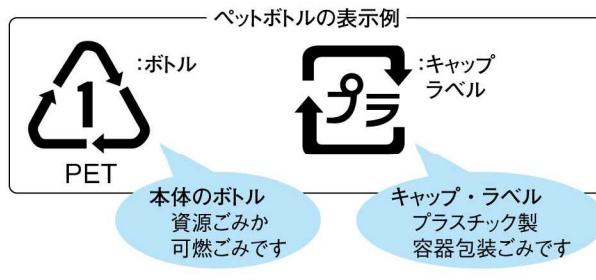 ペットボトルの表示例
1
PET
:ボトル
プラ
:キャップ
ラベル
本体のボトル
資源ごみか
可燃ごみです
キャップ・ラベル
プラスチック製
容器包装ごみです